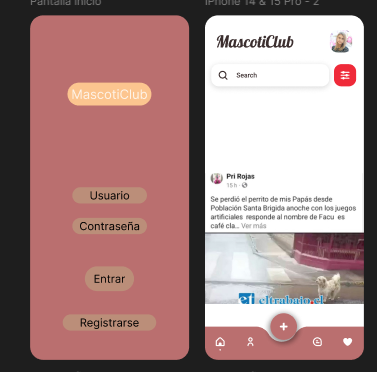 Pantalla Inicio
iPhone 14 & 15 Pro - 2
MascotiClub
Usuario
Contraseña
Entrar
Registrarse
MascotiClub
Search
Pri Rojas
15 h ·
Se perdió el perrito de mis Papás desde
Población Santa Brigida anoche con los juegos
artificiales responde al nombre de Facu es
café cla... Ver más
et eltrabajo.cl
+